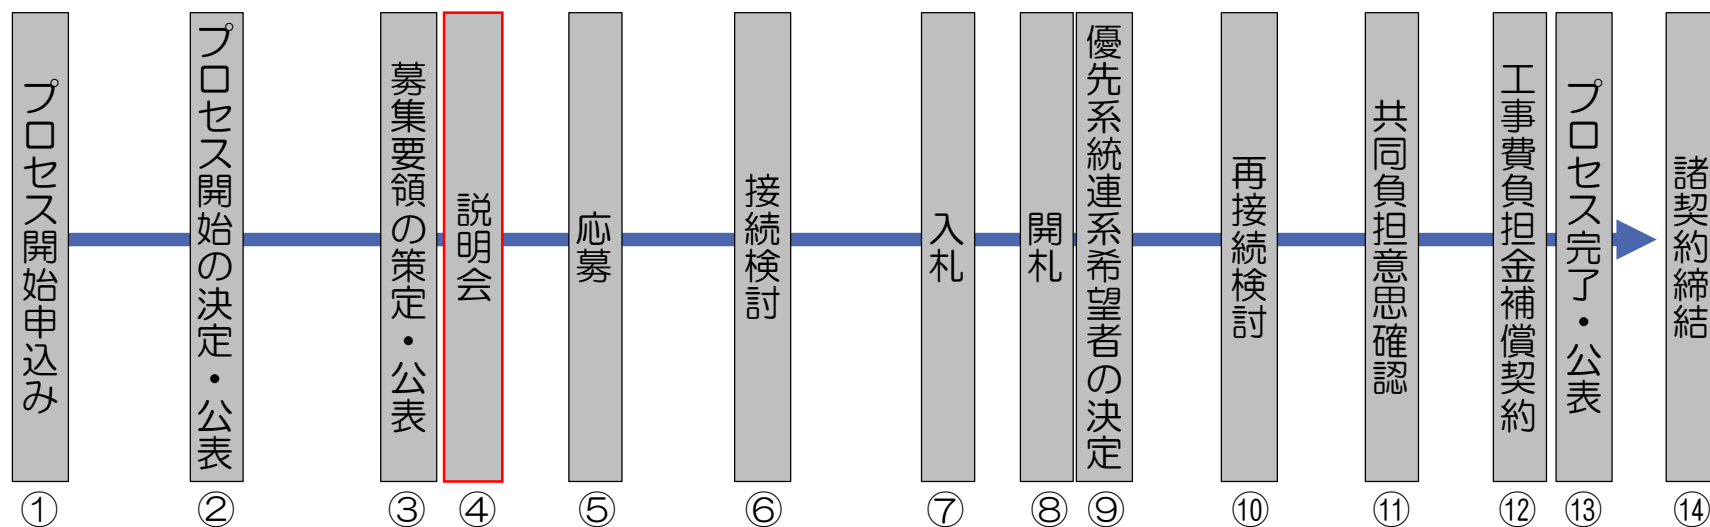 プロセス開始申込み
プロセス開始の決定・公表
募集要領の策定・公表
説明会
応募
接続検討
入札
開札
優先系統連系希望者の決定
再接続検討
共同負担意思確認
工事費負担金補償契約
プロセス完了・公表
諸契約締結
①
②
③
④
⑤
⑥
⑦
⑧
⑨
⑩
⑪
⑫
⑬
⑭